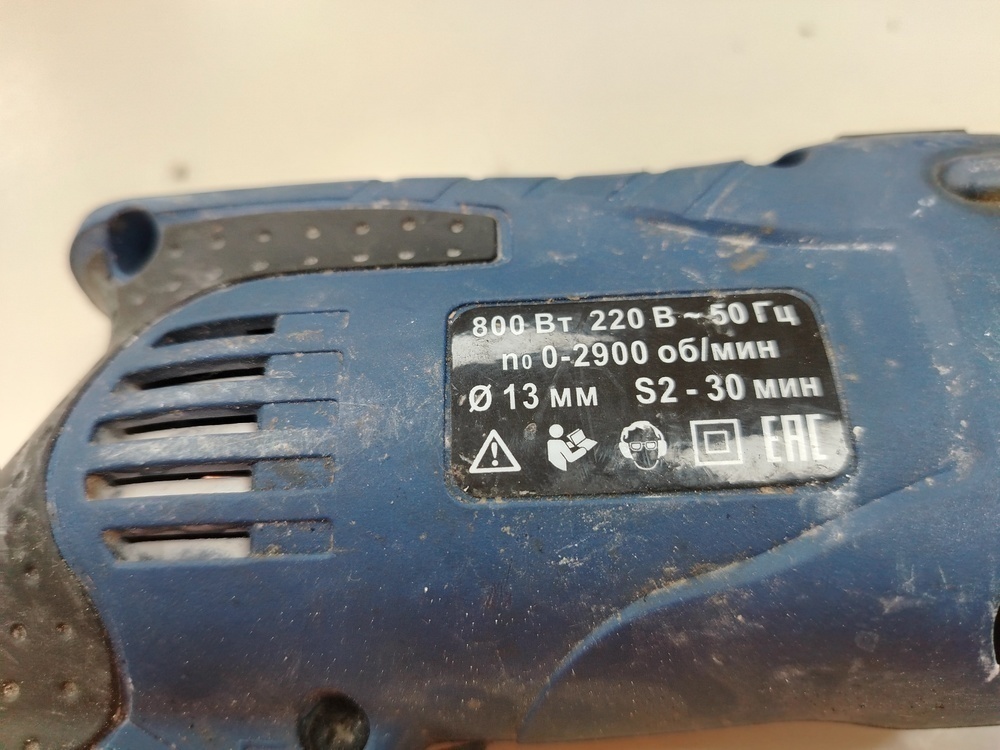 800 Вт 220 В ~ 50 Гц
n₀ 0-2900 об/мин
Ø 13 мм S2 - 30 мин
EAC